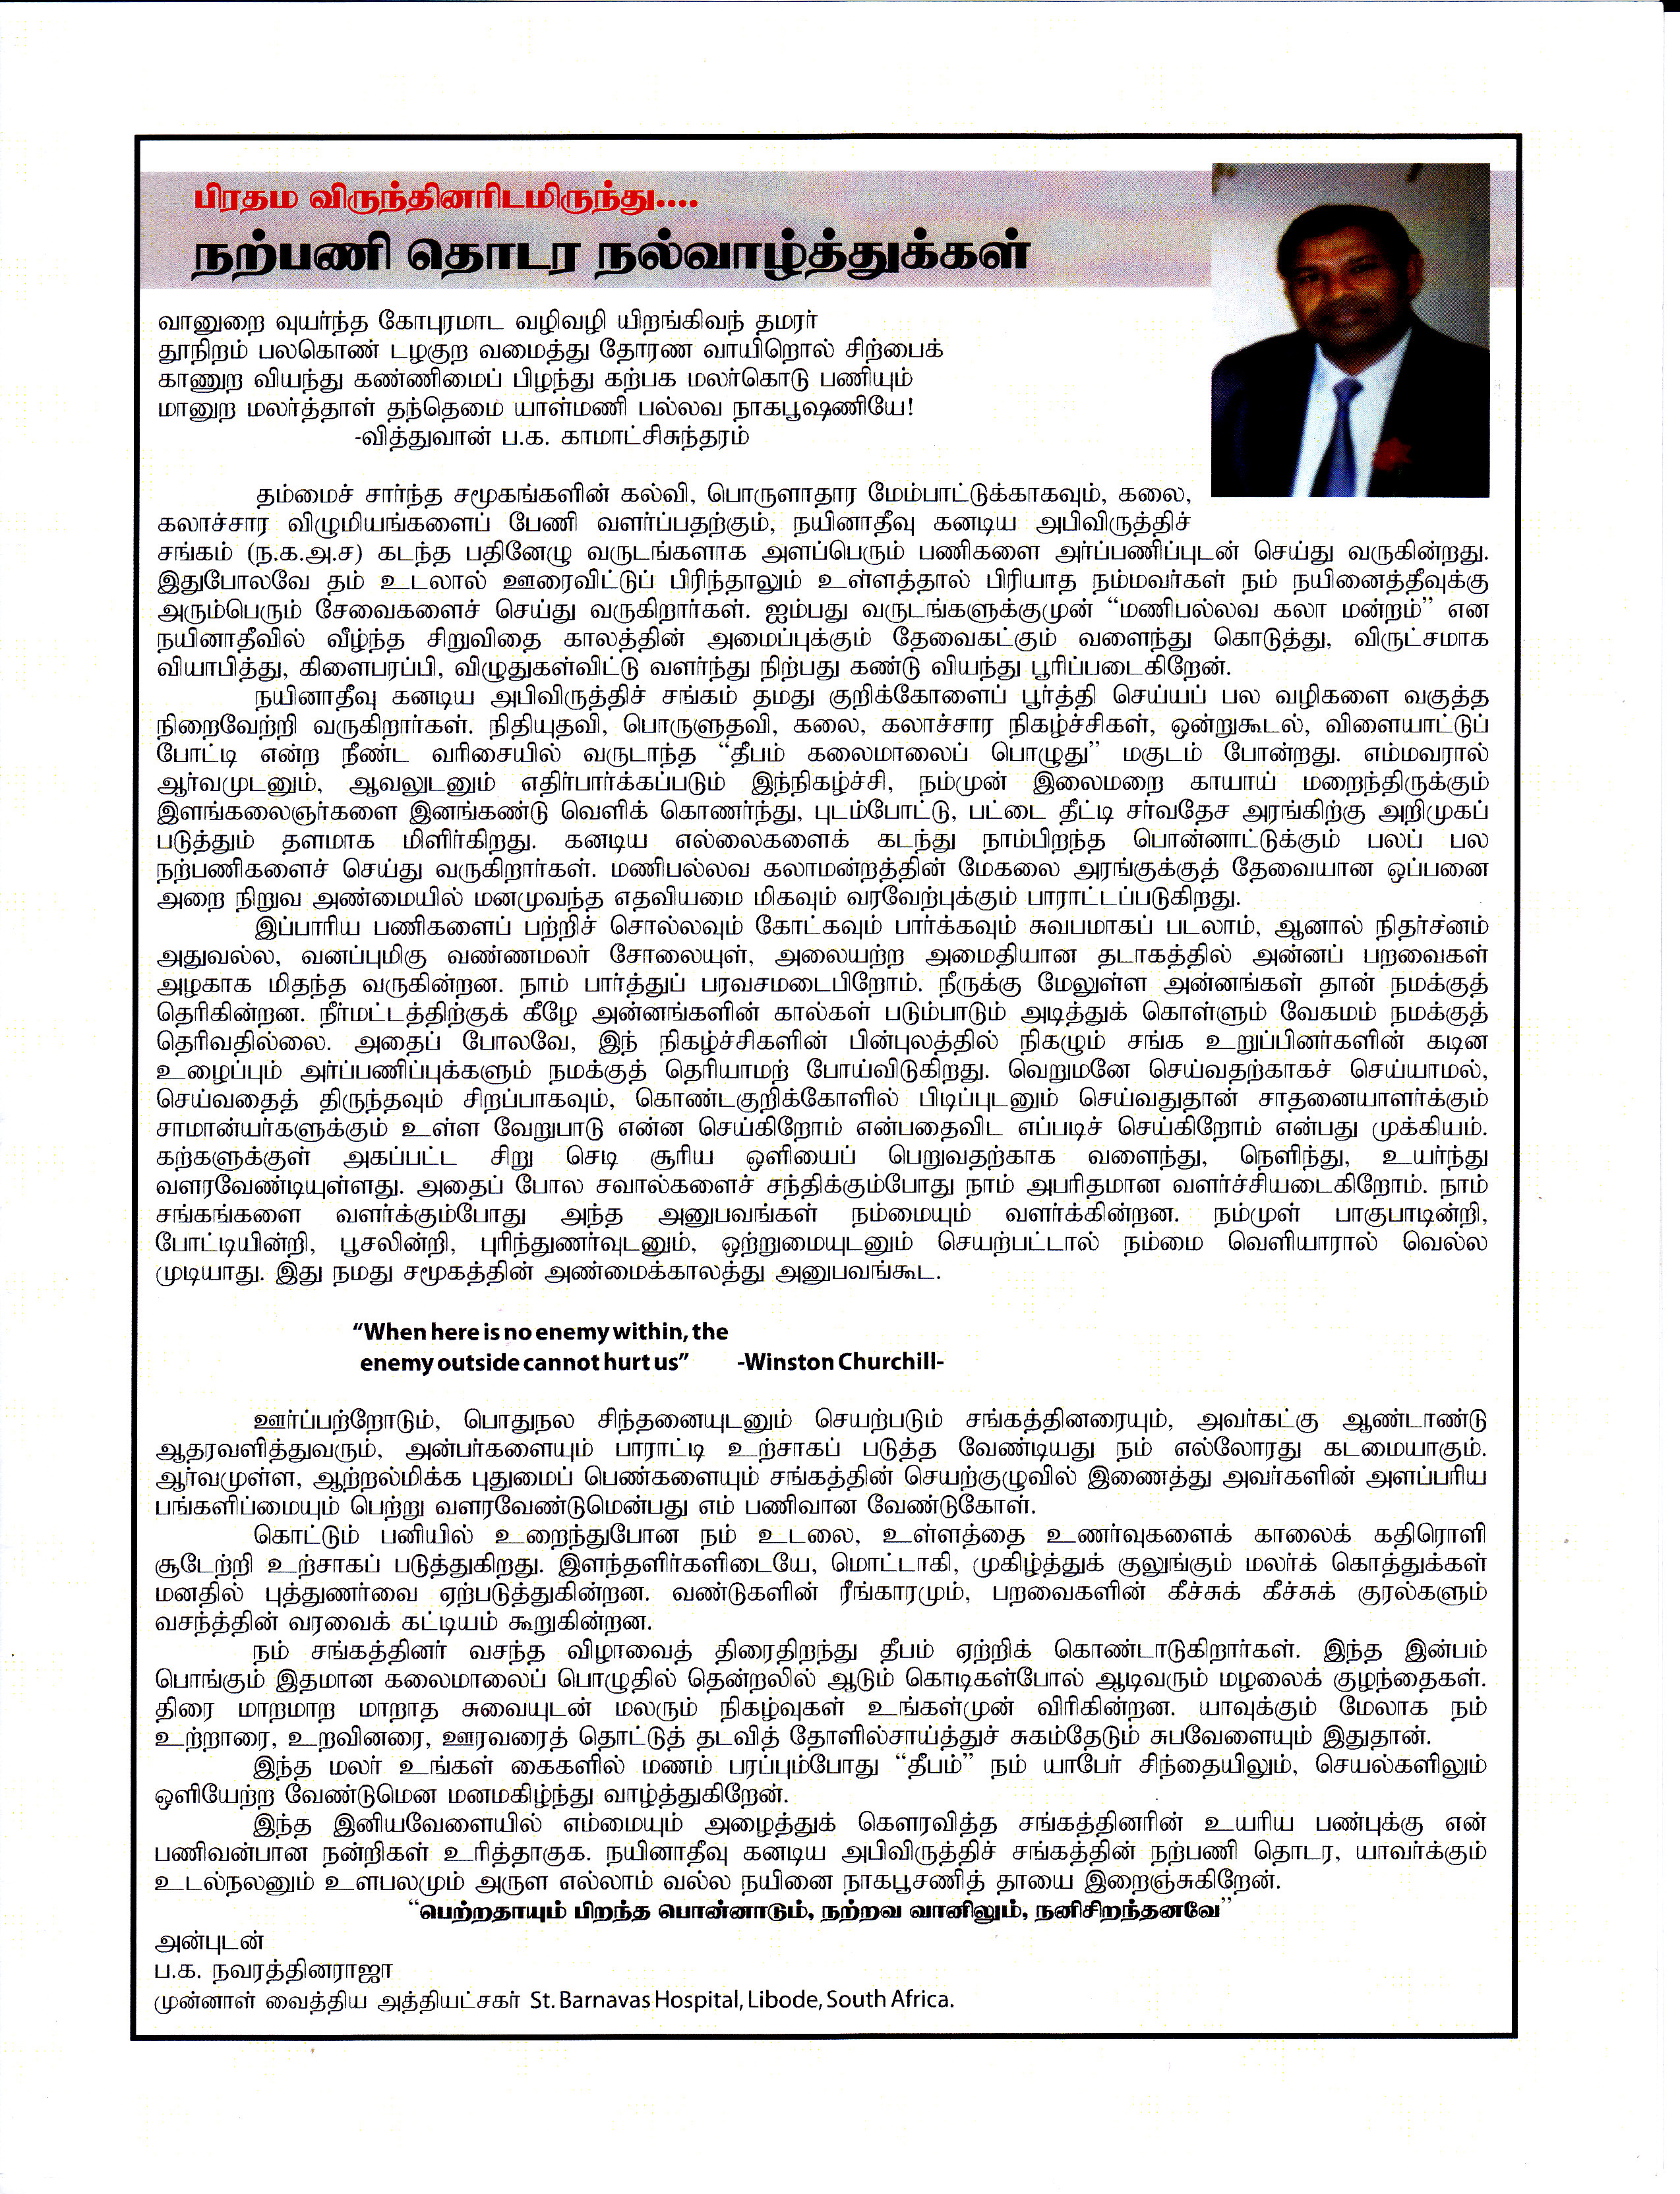 பிரதம விருந்தினரிடமிருந்து....
நற்பணி தொடர நல்வாழ்த்துக்கள்
வானுறை வுயர்ந்த கோபுரமாட வழிவழி யிறங்கிவந் தமரர்
தூநிறம் பலகொண் டழகுற வமைத்து தோரண வாயிறொல் சிற்பைக்
காணுற வியந்து கண்ணிமைப் பிழந்து கற்பக மலர்கொடு பணியும்
மானுற மலர்த்தாள் தந்தெமை யாள்மணி பல்லவ நாகபூஷணியே!
-வித்துவான் ப.க. காமாட்சிசுந்தரம்
தம்மைச் சார்ந்த சமூகங்களின் கல்வி, பொருளாதார மேம்பாட்டுக்காகவும், கலை,
கலாச்சார விழுமியங்களைப் பேணி வளர்ப்பதற்கும், நயினாதீவு கனடிய அபிவிருத்திச்
சங்கம் (ந.க.அ.ச) கடந்த பதினேழு வருடங்களாக அளப்பெரும் பணிகளை அர்ப்பணிப்புடன் செய்து வருகின்றது.
இதுபோலவே தம் உடலால் ஊரைவிட்டுப் பிரிந்தாலும் உள்ளத்தால் பிரியாத நம்மவர்கள் நம் நயினைத்தீவுக்கு
அரும்பெரும் சேவைகளைச் செய்து வருகிறார்கள். ஐம்பது வருடங்களுக்குமுன் “மணிபல்லவ கலா மன்றம்” என
நயினாதீவில் வீழ்ந்த சிறுவிதை காலத்தின் அமைப்புக்கும் தேவைகட்கும் வளைந்து கொடுத்து, விருட்சமாக
வியாபித்து, கிளைபரப்பி, விழுதுகள்விட்டு வளர்ந்து நிற்பது கண்டு வியந்து பூரிப்படைகிறேன்.
நயினாதீவு கனடிய அபிவிருத்திச் சங்கம் தமது குறிக்கோளைப் பூர்த்தி செய்யப் பல வழிகளை வகுத்த
நிறைவேற்றி வருகிறார்கள். நிதியுதவி, பொருளுதவி, கலை, கலாச்சார நிகழ்ச்சிகள், ஒன்றுகூடல், விளையாட்டுப்
போட்டி என்ற நீண்ட வரிசையில் வருடாந்த “தீபம் கலைமாலைப் பொழுது” மகுடம் போன்றது. எம்மவரால்
ஆர்வமுடனும், ஆவலுடனும் எதிர்பார்க்கப்படும் இந்நிகழ்ச்சி, நம்முன் இலைமறை காயாய் மறைந்திருக்கும்
இளங்கலைஞர்களை இனங்கண்டு வெளிக் கொணர்ந்து, புடம்போட்டு, பட்டை தீட்டி சர்வதேச அரங்கிற்கு அறிமுகப்
படுத்தும் தளமாக மிளிர்கிறது. கனடிய எல்லைகளைக் கடந்து நாம்பிறந்த பொன்னாட்டுக்கும் பலப் பல
நற்பணிகளைச் செய்து வருகிறார்கள். மணிபல்லவ கலாமன்றத்தின் மேகலை அரங்குக்குத் தேவையான ஒப்பனை
அறை நிறுவ அண்மையில் மனமுவந்த எதவியமை மிகவும் வரவேற்புக்கும் பாராட்டப்படுகிறது.
இப்பாரிய பணிகளைப் பற்றிச் சொல்லவும் கோட்கவும் பார்க்கவும் சுவபமாகப் படலாம், ஆனால் நிதர்சனம்
அதுவல்ல, வனப்புமிகு வண்ணமலர் சோலையுள், அலையற்ற அமைதியான தடாகத்தில் அன்னப் பறவைகள்
அழகாக மிதந்த வருகின்றன. நாம் பார்த்துப் பரவசமடைபிறோம். நீருக்கு மேலுள்ள அன்னங்கள் தான் நமக்குத்
தெரிகின்றன. நீர்மட்டத்திற்குக் கீழே அன்னங்களின் கால்கள் படும்பாடும் அடித்துக் கொள்ளும் வேகமம் நமக்குத்
தெரிவதில்லை. அதைப் போலவே, இந் நிகழ்ச்சிகளின் பின்புலத்தில் நிகழும் சங்க உறுப்பினர்களின் கடின
உழைப்பும் அர்ப்பணிப்புக்களும் நமக்குத் தெரியாமற் போய்விடுகிறது. வெறுமனே செய்வதற்காகச் செய்யாமல்,
செய்வதைத் திருந்தவும் சிறப்பாகவும், கொண்டகுறிக்கோளில் பிடிப்புடனும் செய்வதுதான் சாதனையாளர்க்கும்
சாமான்யர்களுக்கும் உள்ள வேறுபாடு என்ன செய்கிறோம் என்பதைவிட எப்படிச் செய்கிறோம் என்பது முக்கியம்.
கற்களுக்குள் அகப்பட்ட சிறு செடி சூரிய ஒளியைப் பெறுவதற்காக வளைந்து, நெளிந்து, உயர்ந்து
வளரவேண்டியுள்ளது. அதைப் போல சவால்களைச் சந்திக்கும்போது நாம் அபரிதமான வளர்ச்சியடைகிறோம். நாம்
சங்கங்களை வளர்க்கும்போது அந்த அனுபவங்கள் நம்மையும் வளர்க்கின்றன. நம்முள் பாகுபாடின்றி,
போட்டியின்றி, பூசலின்றி, புரிந்துணர்வுடனும், ஒற்றுமையுடனும் செயற்பட்டால் நம்மை வெளியாரால் வெல்ல
முடியாது. இது நமது சமூகத்தின் அண்மைக்காலத்து அனுபவங்கூட.
“When here is no enemy within, the
enemy outside cannot hurt us” -Winston Churchill-
ஊர்ப்பற்றோடும், பொதுநல சிந்தனையுடனும் செயற்படும் சங்கத்தினரையும், அவர்கட்கு ஆண்டாண்டு
ஆதரவளித்துவரும், அன்பர்களையும் பாராட்டி உற்சாகப் படுத்த வேண்டியது நம் எல்லோரது கடமையாகும்.
ஆர்வமுள்ள, ஆற்றல்மிக்க புதுமைப் பெண்களையும் சங்கத்தின் செயற்குழுவில் இணைத்து அவர்களின் அளப்பரிய
பங்களிப்மையும் பெற்று வளரவேண்டுமென்பது எம் பணிவான வேண்டுகோள்.
கொட்டும் பனியில் உறைந்துபோன நம் உடலை, உள்ளத்தை உணர்வுகளைக் காலைக் கதிரொளி
சூடேற்றி உற்சாகப் படுத்துகிறது. இளந்தளிர்களிடையே, மொட்டாகி, முகிழ்த்துக் குலுங்கும் மலர்க் கொத்துக்கள்
மனதில் புத்துணர்வை ஏற்படுத்துகின்றன. வண்டுகளின் ரீங்காரமும், பறவைகளின் கீச்சுக் கீச்சுக் குரல்களும்
வசந்த்தின் வரவைக் கட்டியம் கூறுகின்றன.
நம் சங்கத்தினர் வசந்த விழாவைத் திரைதிறந்து தீபம் ஏற்றிக் கொண்டாடுகிறார்கள். இந்த இன்பம்
பொங்கும் இதமான கலைமாலைப் பொழுதில் தென்றலில் ஆடும் கொடிகள்போல் ஆடிவரும் மழலைக் குழந்தைகள்.
திரை மாறமாற மாறாத சுவையுடன் மலரும் நிகழ்வுகள் உங்கள்முன் விரிகின்றன. யாவுக்கும் மேலாக நம்
உற்றாரை, உறவினரை, ஊரவரைத் தொட்டுத் தடவித் தோளில்சாய்த்துச் சுகம்தேடும் சுபவேளையும் இதுதான்.
இந்த மலர் உங்கள் கைகளில் மணம் பரப்பும்போது “தீபம்” நம் யாபேர் சிந்தையிலும், செயல்களிலும்
ஒளியேற்ற வேண்டுமென மனமகிழ்ந்து வாழ்த்துகிறேன்.
இந்த இனியவேளையில் எம்மையும் அழைத்துக் கௌரவித்த சங்கத்தினரின் உயரிய பண்புக்கு என்
பணிவன்பான நன்றிகள் உரித்தாகுக. நயினாதீவு கனடிய அபிவிருத்திச் சங்கத்தின் நற்பணி தொடர, யாவர்க்கும்
உடல்நலனும் உளபலமும் அருள எல்லாம் வல்ல நயினை நாகபூசணித் தாயை இறைஞ்சுகிறேன்.
“பெற்றதாயும் பிறந்த பொன்னாடும், நற்றவ வானிலும், நனிசிறந்தனவே”
அன்புடன்
ப.க. நவரத்தினராஜா
முன்னாள் வைத்திய அத்தியட்சகர் St. Barnavas Hospital, Libode, South Africa.